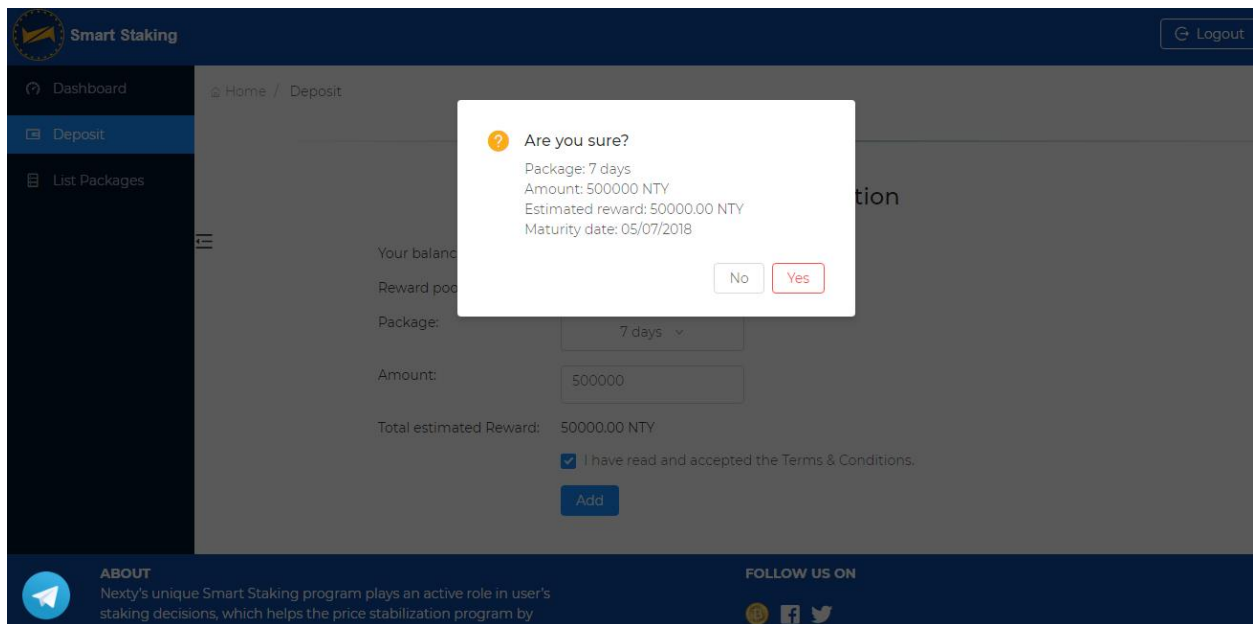 Smart Staking
Logout
Dashboard
Home / Deposit
Deposit
List Packages
Are you sure?
Package: 7 days
Amount: 500000 NTY
Estimated reward: 50000.00 NTY
Maturity date: 05/07/2018
No
Yes
tion
Your balanc
Reward poo
Package:
7 days
Amount:
500000
Total estimated Reward:
50000.00 NTY
I have read and accepted the Terms & Conditions.
Add
ABOUT
Nexty's unique Smart Staking program plays an active role in user's
staking decisions, which helps the price stabilization program by
FOLLOW US ON